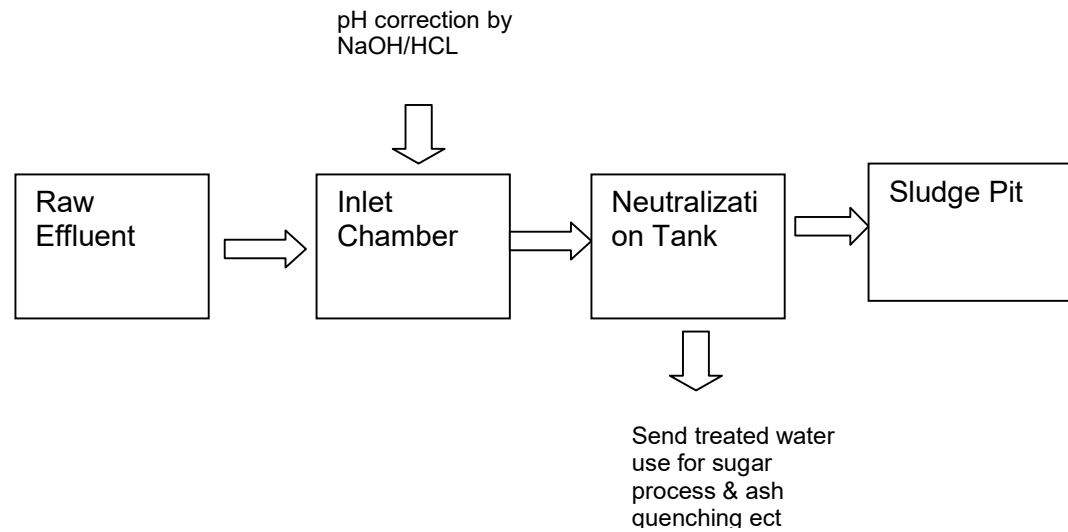 pH correction by
NaOH/HCL
Raw
Effluent
Inlet
Chamber
Neutralizati
on Tank
Sludge Pit
Send treated water
use for sugar
process & ash
quenching ect